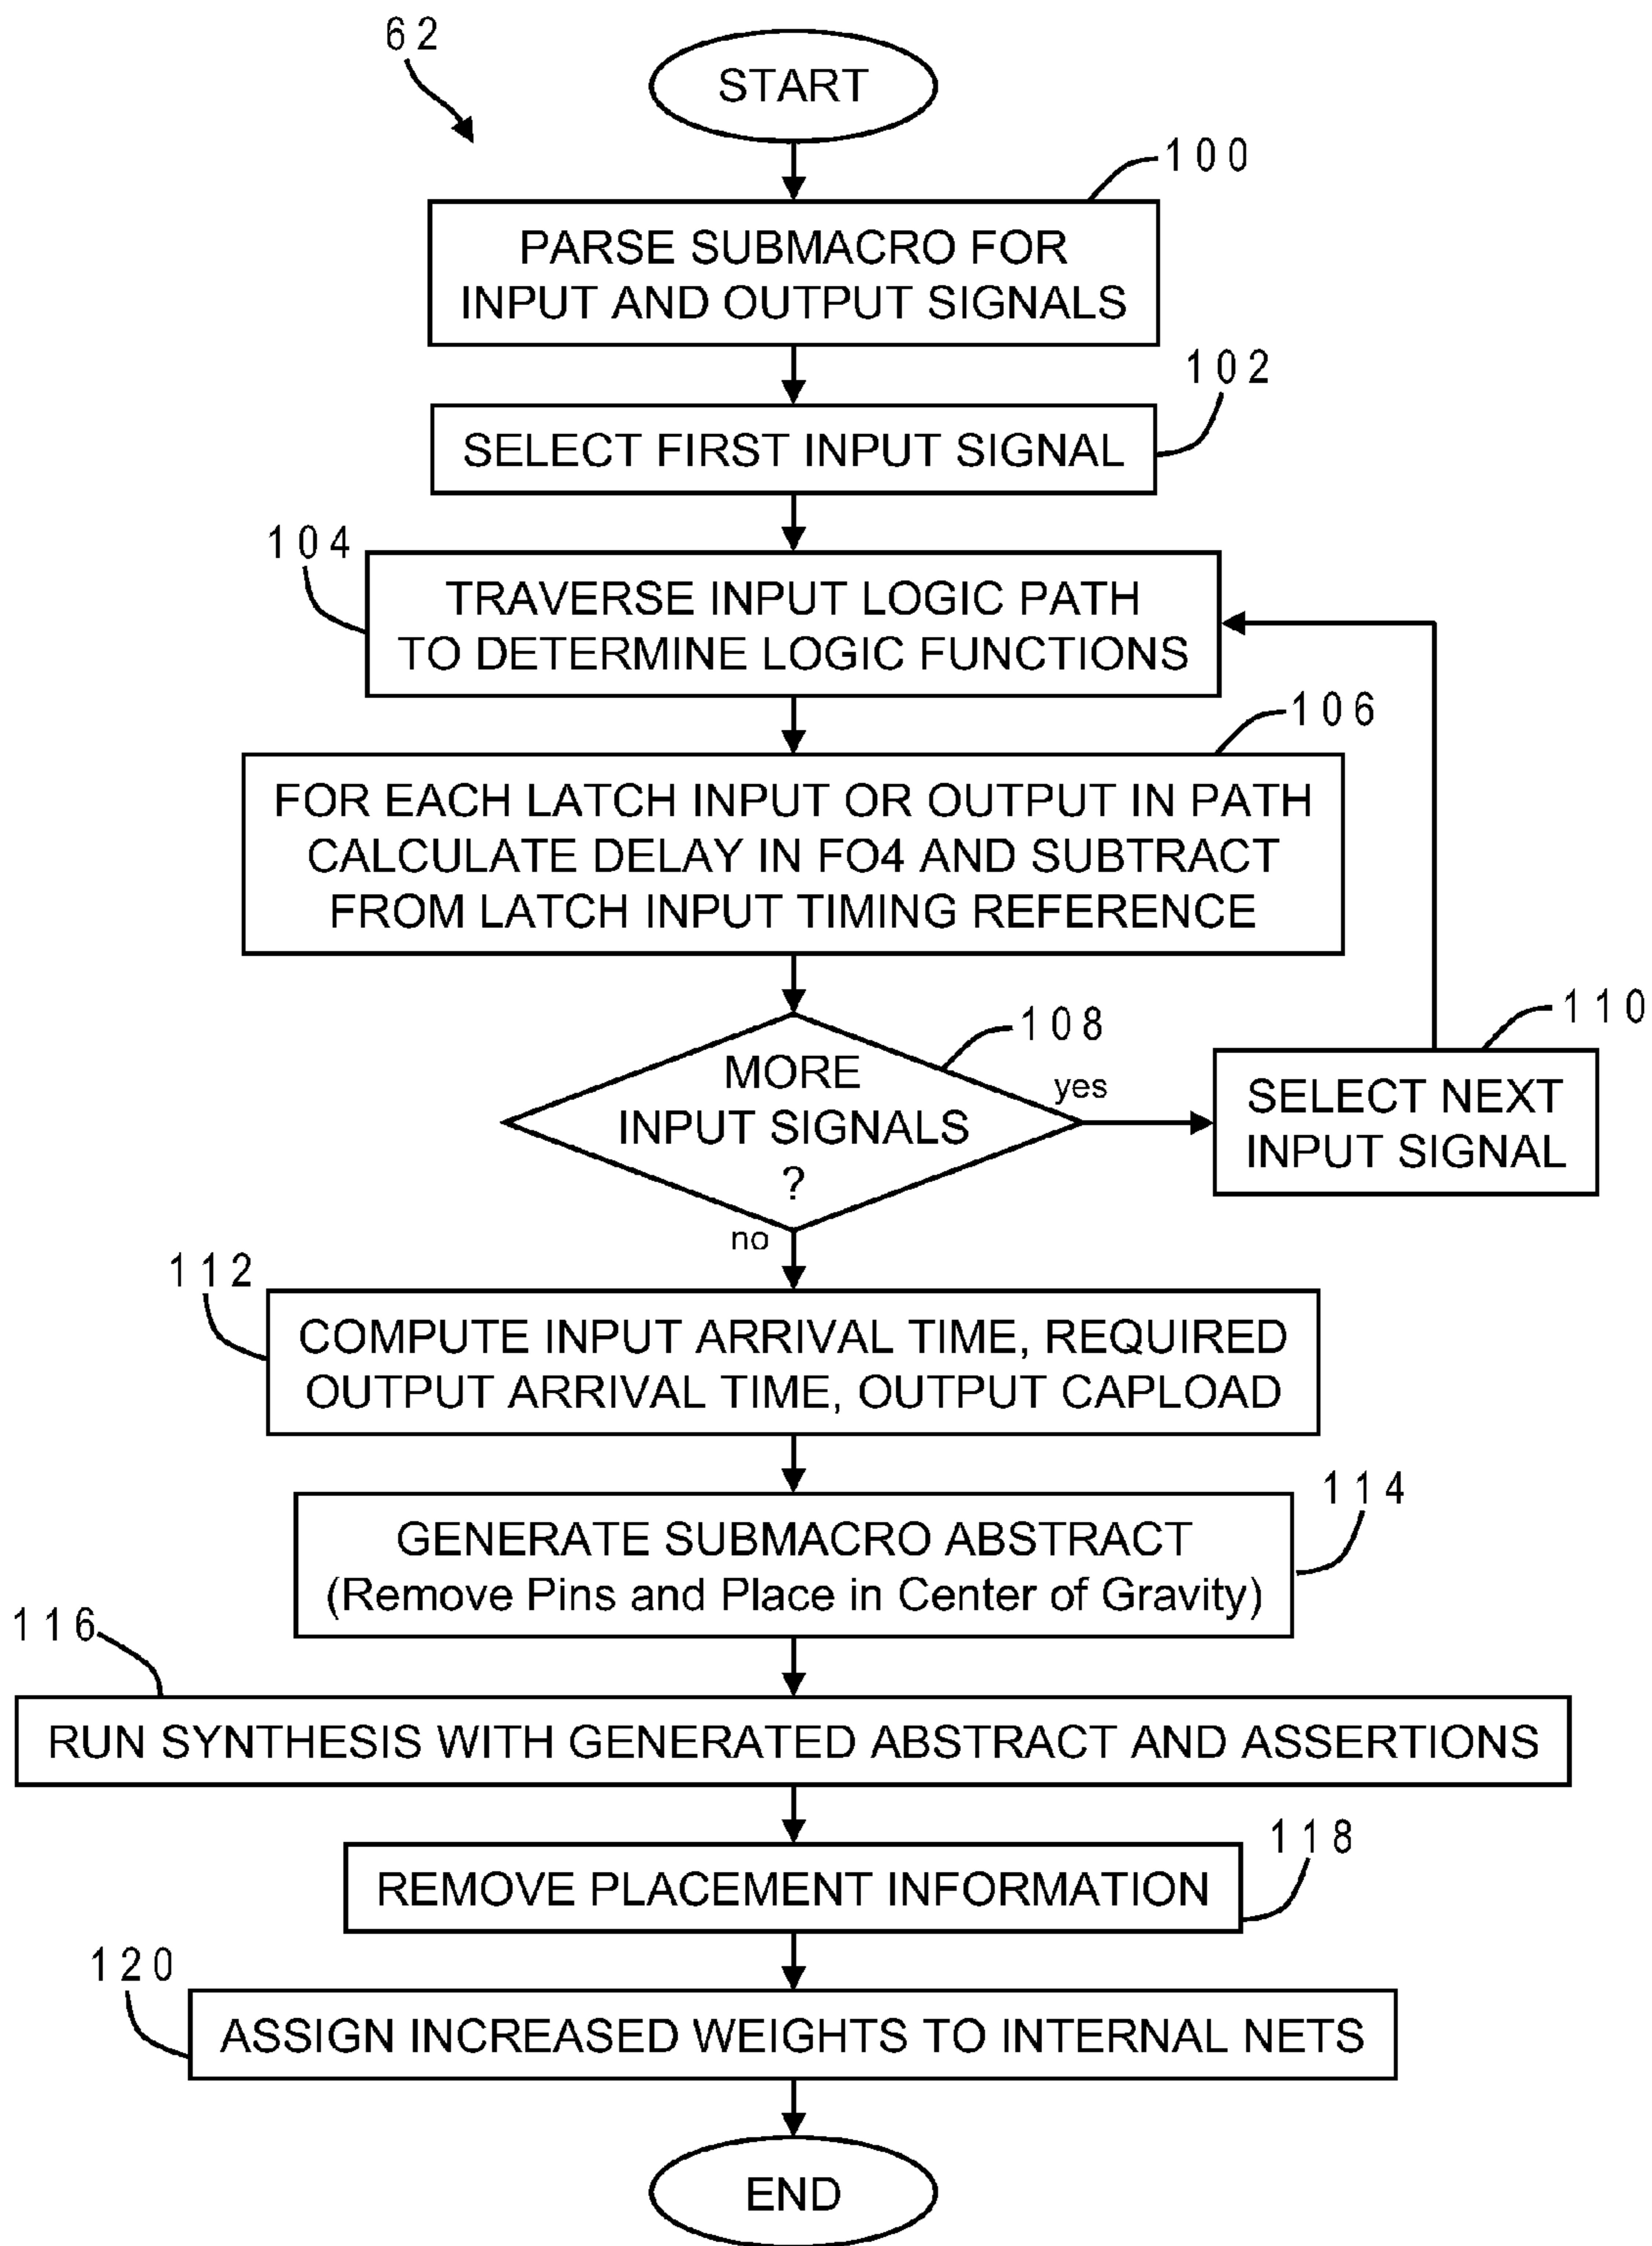 62
START
100
PARSE SUBMACRO FOR
INPUT AND OUTPUT SIGNALS
102
SELECT FIRST INPUT SIGNAL
104
TRAVERSE INPUT LOGIC PATH
TO DETERMINE LOGIC FUNCTIONS
106
FOR EACH LATCH INPUT OR OUTPUT IN PATH
CALCULATE DELAY IN FO4 AND SUBTRACT
FROM LATCH INPUT TIMING REFERENCE
108
MORE
INPUT SIGNALS
?
yes
110
SELECT NEXT
INPUT SIGNAL
no
112
COMPUTE INPUT ARRIVAL TIME, REQUIRED
OUTPUT ARRIVAL TIME, OUTPUT CAPLOAD
114
GENERATE SUBMACRO ABSTRACT
(Remove Pins and Place in Center of Gravity)
116
RUN SYNTHESIS WITH GENERATED ABSTRACT AND ASSERTIONS
118
REMOVE PLACEMENT INFORMATION
120
ASSIGN INCREASED WEIGHTS TO INTERNAL NETS
END